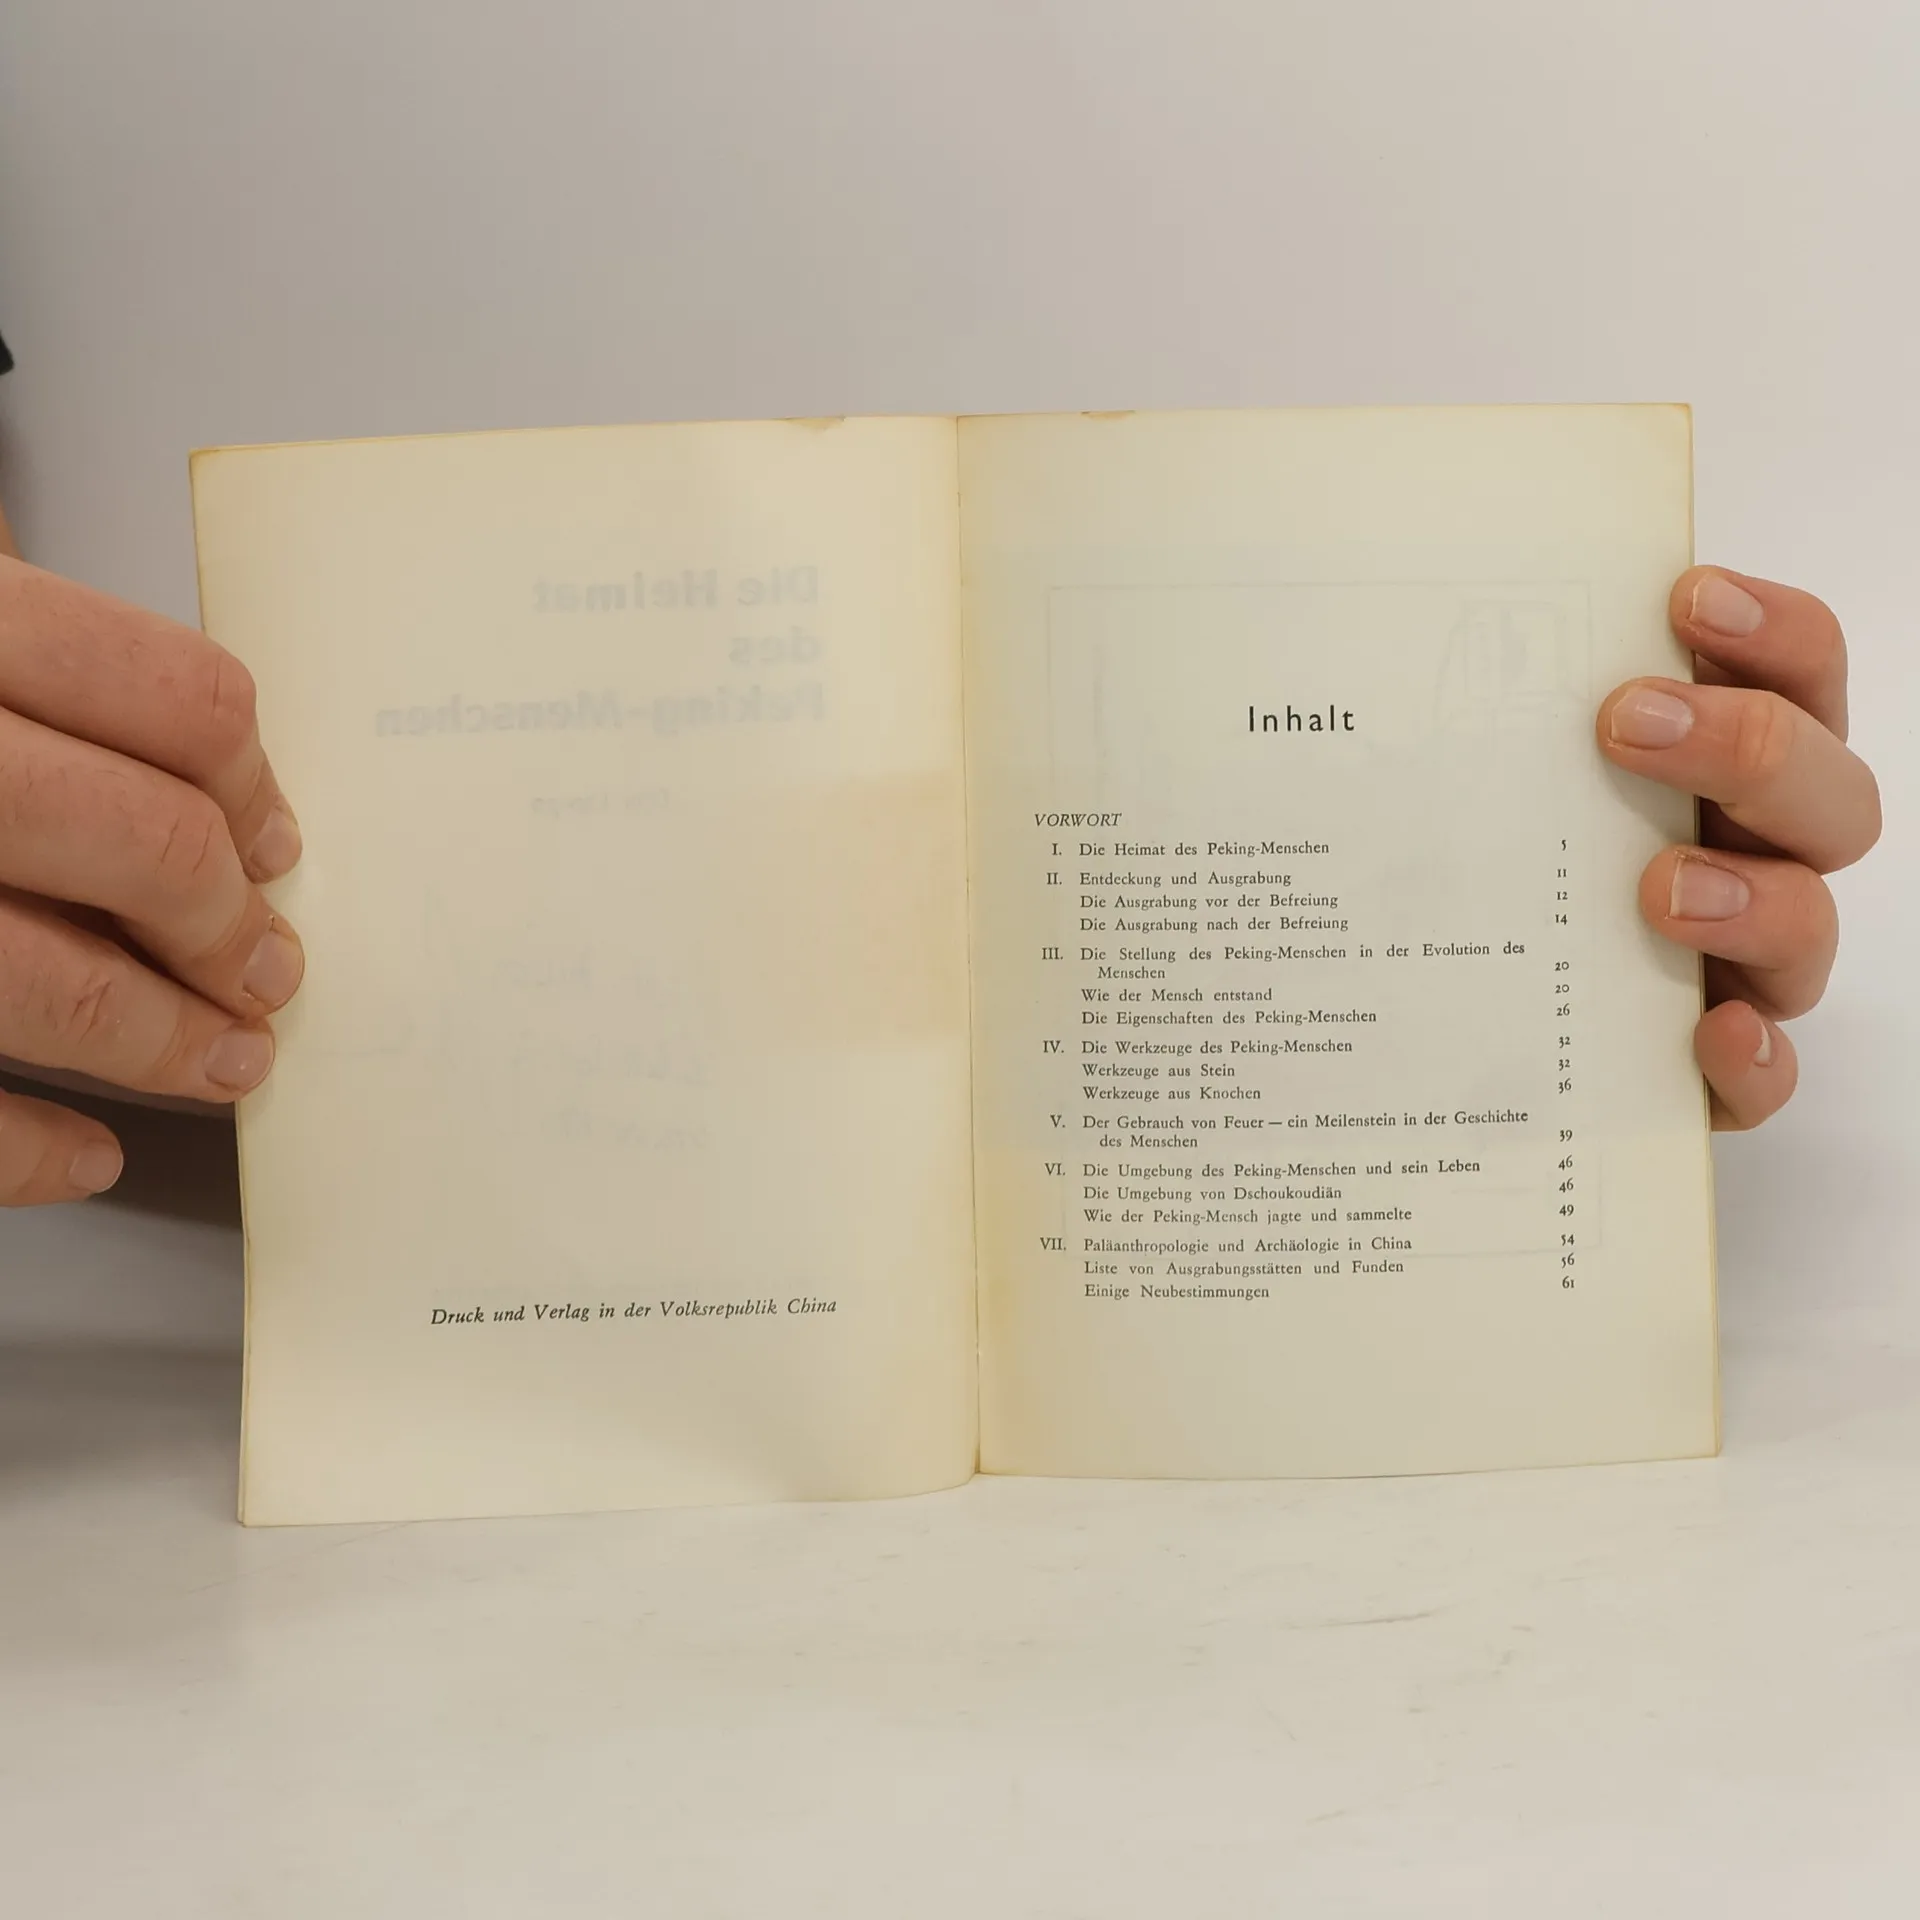 Die Heimat
des
Peking-Menschen
Druck und Verlag in der Volksrepublik China
Inhalt
VORWORT
I. Die Heimat des Peking-Menschen 5
II. Entdeckung und Ausgrabung 11
Die Ausgrabung vor der Befreiung 12
Die Ausgrabung nach der Befreiung 14
III. Die Stellung des Peking-Menschen in der Evolution des
Menschen 20
Wie der Mensch entstand 20
Die Eigenschaften des Peking-Menschen 26
IV. Die Werkzeuge des Peking-Menschen 32
Werkzeuge aus Stein 32
Werkzeuge aus Knochen 36
V. Der Gebrauch von Feuer — ein Meilenstein in der Geschichte
des Menschen 39
VI. Die Umgebung des Peking-Menschen und sein Leben 46
Die Umgebung von Dschoukoudiän 46
Wie der Peking-Mensch jagte und sammelte 49
VII. Paläanthropologie und Archäologie in China 54
Liste von Ausgrabungsstätten und Funden 56
Einige Neubestimmungen 61